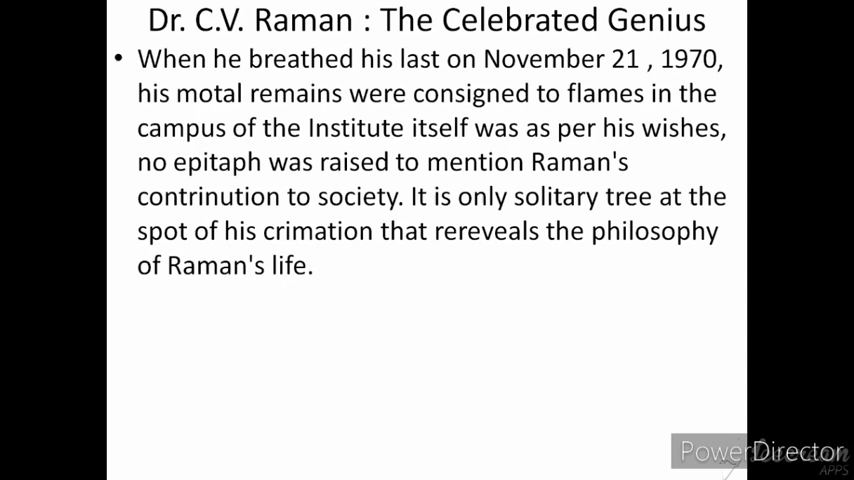 Dr. C.V. Raman : The Celebrated Genius
• When he breathed his last on November 21 , 1970,
his motal remains were consigned to flames in the
campus of the Institute itself was as per his wishes,
no epitaph was raised to mention Raman's
contrinution to society. It is only solitary tree at the
spot of his crimation that rereveals the philosophy
of Raman's life.
PowerDirector
APPS